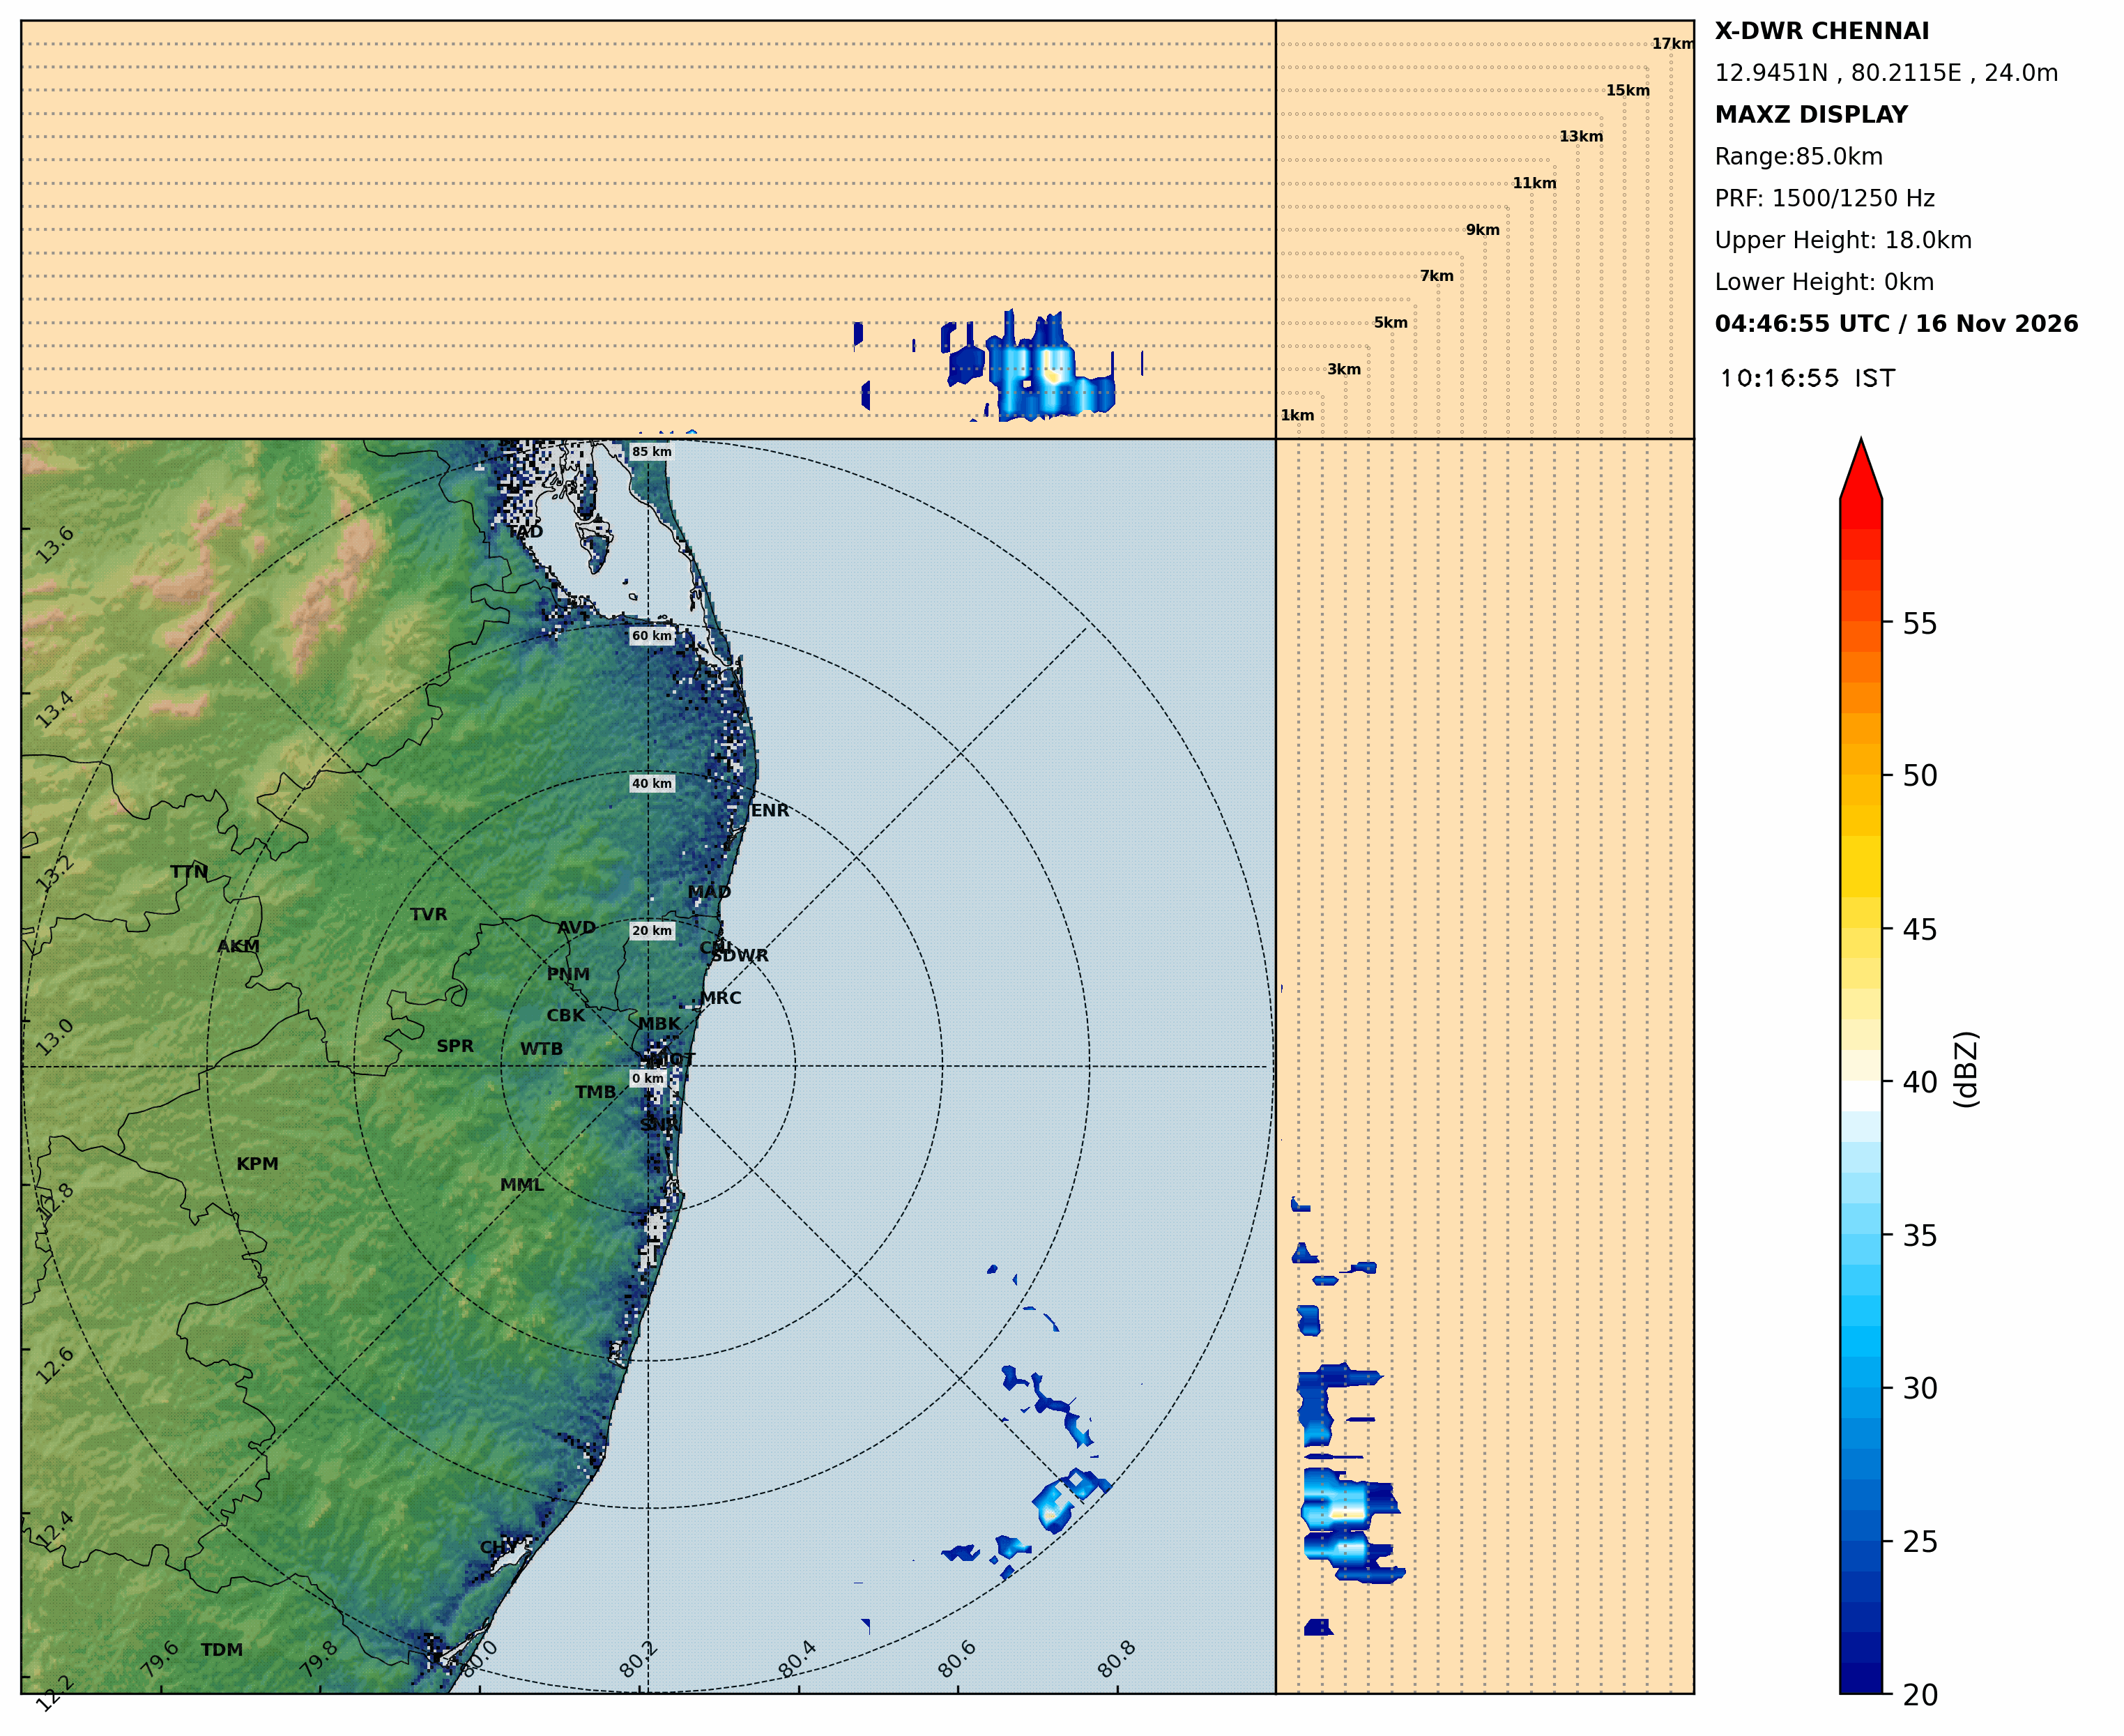 X-DWR CHENNAI
12.9451N , 80.2115E , 24.0m
MAXZ DISPLAY
Range:85.0km
PRF: 1500/1250 Hz
Upper Height: 18.0km
Lower Height: 0km
04:46:55 UTC / 16 Nov 2026
10:16:55 IST
17km
15km
13km
11km
9km
7km
5km
3km
1km
85 km
60 km
40 km
20 km
0 km
TAD
ENR
TTN
MAD
TVR
AVD
AKM
SDWR
PNM
MRC
CBK
MBK
SPR
WTB
TMB
SNR
KPM
MML
CHY
TDM
13.6
13.4
13.2
13.0
12.8
12.6
12.4
12.2
79.6
79.8
80.0
80.2
80.4
80.6
80.8
55
50
45
40
35
30
25
20
(dBZ)